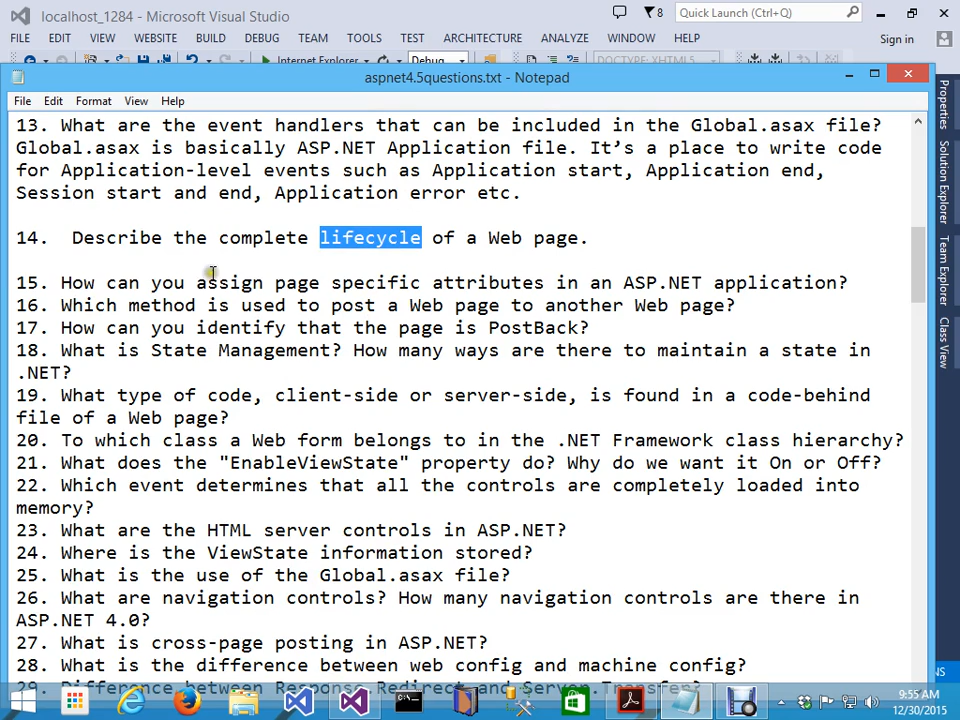 localhost_1284 - Microsoft Visual Studio
8
Quick Launch (Ctrl+Q)
FILE EDIT VIEW WEBSITE BUILD DEBUG TEAM TOOLS TEST ARCHITECTURE ANALYZE WINDOW HELP
Sign in
Internet Explorer
Debug
DOCTYPE: XHTML5
aspnet4.5questions.txt - Notepad
File Edit Format View Help
13. What are the event handlers that can be included in the Global.asax file?
Global.asax is basically ASP.NET Application file. It’s a place to write code
for Application-level events such as Application start, Application end,
Session start and end, Application error etc.
14.  Describe the complete lifecycle of a Web page.
15. How can you assign page specific attributes in an ASP.NET application?
16. Which method is used to post a Web page to another Web page?
17. How can you identify that the page is PostBack?
18. What is State Management? How many ways are there to maintain a state in
.NET?
19. What type of code, client-side or server-side, is found in a code-behind
file of a Web page?
20. To which class a Web form belongs to in the .NET Framework class hierarchy?
21. What does the "EnableViewState" property do? Why do we want it On or Off?
22. Which event determines that all the controls are completely loaded into
memory?
23. What are the HTML server controls in ASP.NET?
24. Where is the ViewState information stored?
25. What is the use of the Global.asax file?
26. What are navigation controls? How many navigation controls are there in
ASP.NET 4.0?
27. What is cross-page posting in ASP.NET?
28. What is the difference between web config and machine config?
29. Difference between Response.Redirect and Server.Transfer?
Properties
Solution Explorer
Team Explorer
Class View
NS
9:55 AM
12/30/2015